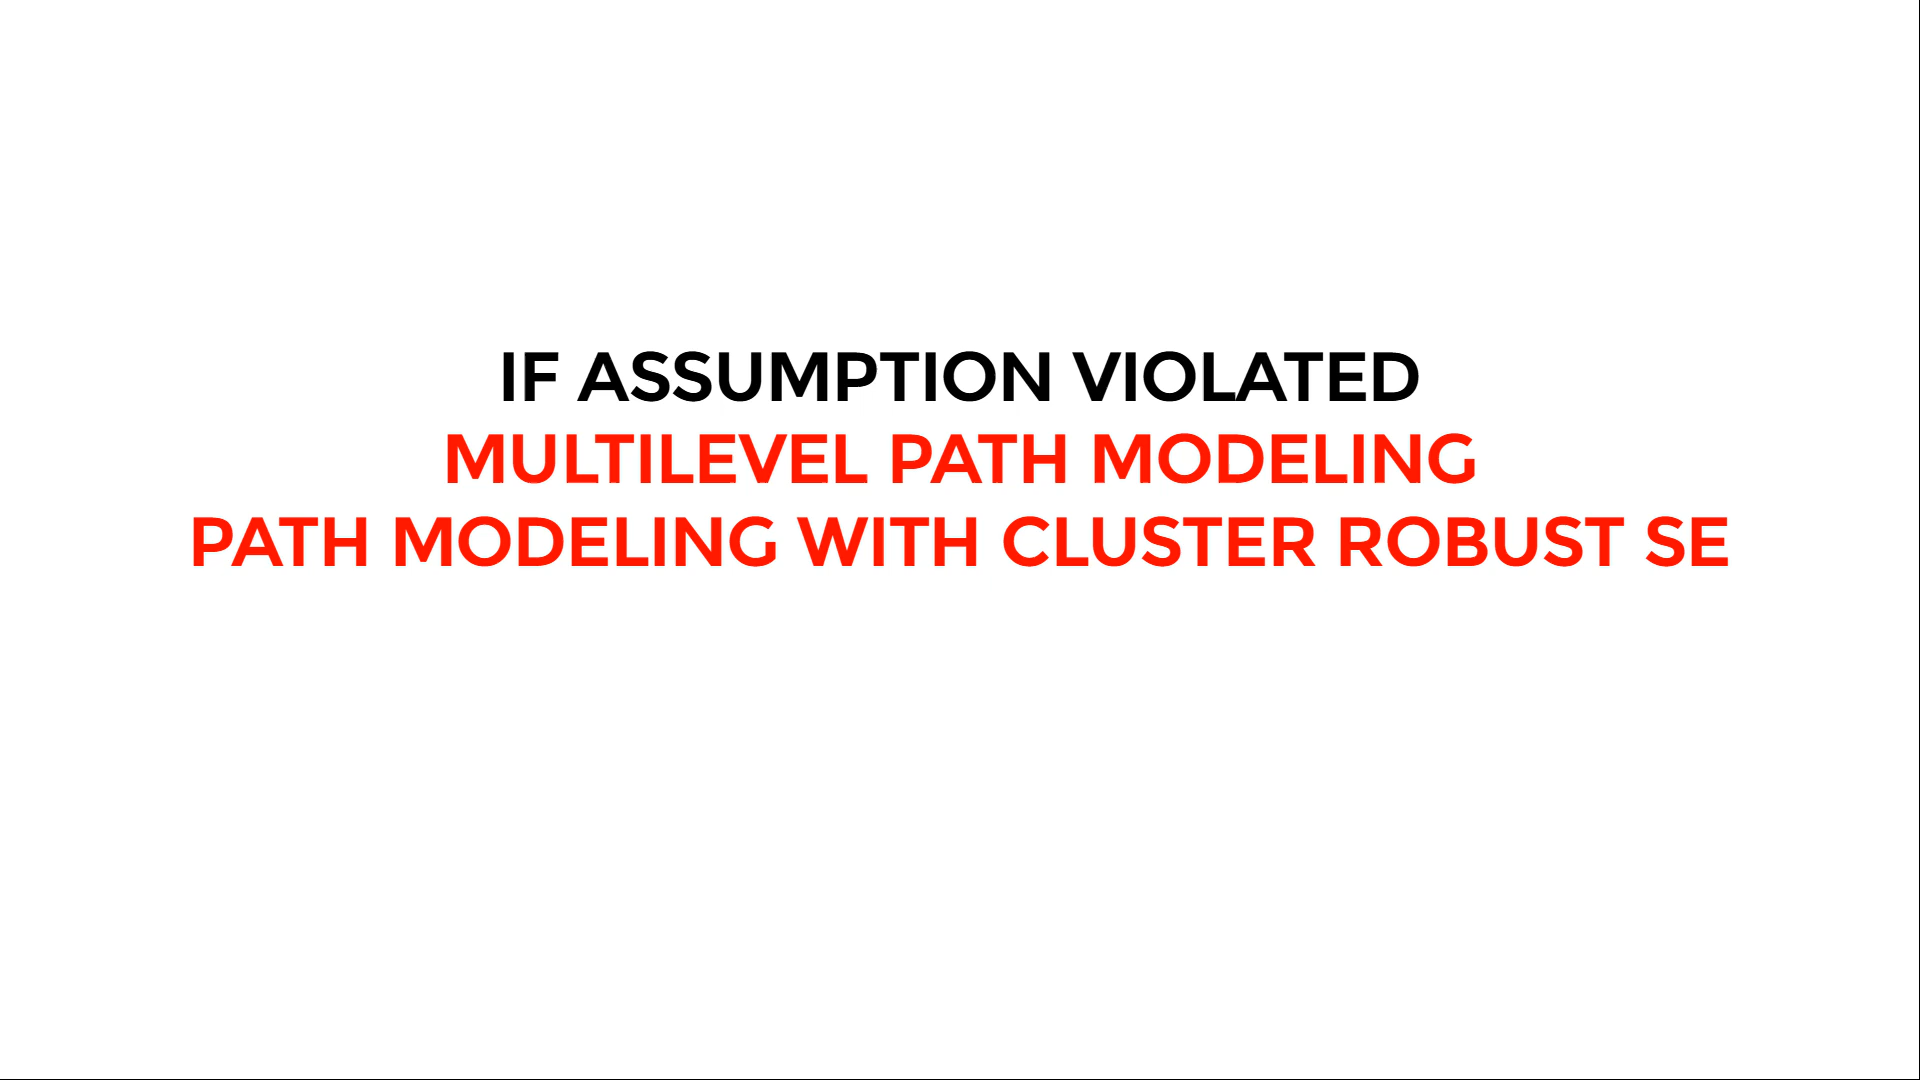 IF ASSUMPTION VIOLATED
MULTILEVEL PATH MODELING
PATH MODELING WITH CLUSTER ROBUST SE